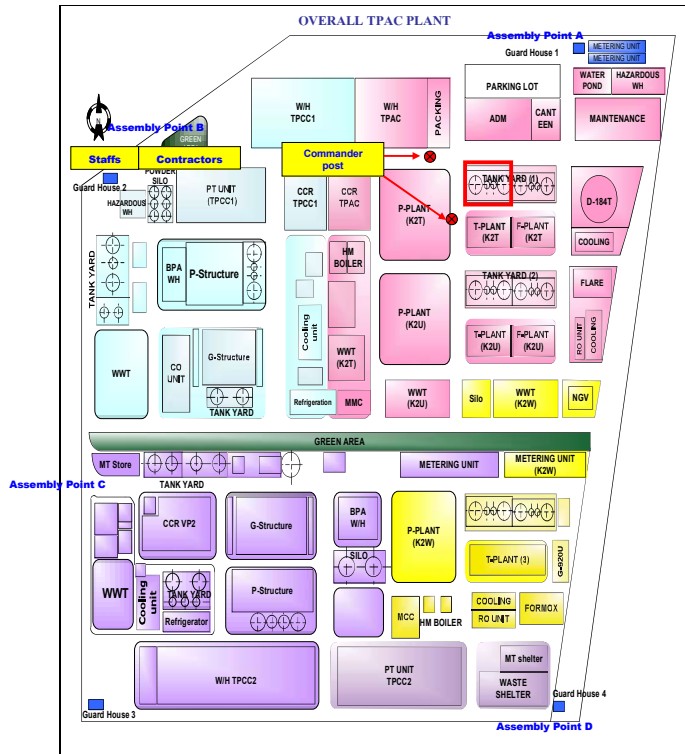 OVERALL TPAC PLANT
Assembly Point A
Guard House 1
METERING UNIT
METERING UNIT
WATER
POND
HAZARDOUS
WH
PARKING LOT
W/H
TPCC1
W/H
TPAC
PACKING
ADM
CANT
EEN
MAINTENANCE
N
Assembly Point B
GREEN
Staffs
Contractors
Commander
post
POWDER
SILO
Guard House 2
HAZARDOUS
WH
PT UNIT
(TPCC1)
CCR
TPCC1
CCR
TPAC
P-PLANT
(K2T)
TANK YARD (1)
D-184T
T-PLANT
(K2T
F-PLANT
(K2T
COOLING
TANK YARD
BPA
WH
P-Structure
HM
BOILER
TANK YARD (2)
FLARE
Cooling
unit
P-PLANT
(K2U)
RO UNIT
COOLING
WWT
CO
UNIT
G-Structure
WWT
(K2T)
T-PLANT
(K2U)
F-PLANT
(K2U)
TANK YARD
Refrigeration
MMC
WWT
(K2U)
Silo
WWT
(K2W)
NGV
GREEN AREA
MT Store
METERING UNIT
METERING UNIT
(K2W)
Assembly Point C
TANK YARD
CCR VP2
G-Structure
BPA
W/H
P-PLANT
(K2W)
SILO
T-PLANT (3)
G-920U
WWT
Cooling
unit
TANK YARD
P-Structure
Refrigerator
MCC
HM BOILER
COOLING
RO UNIT
FORMOX
W/H TPCC2
PT UNIT
TPCC2
MT shelter
WASTE
SHELTER
Guard House 3
Guard House 4
Assembly Point D